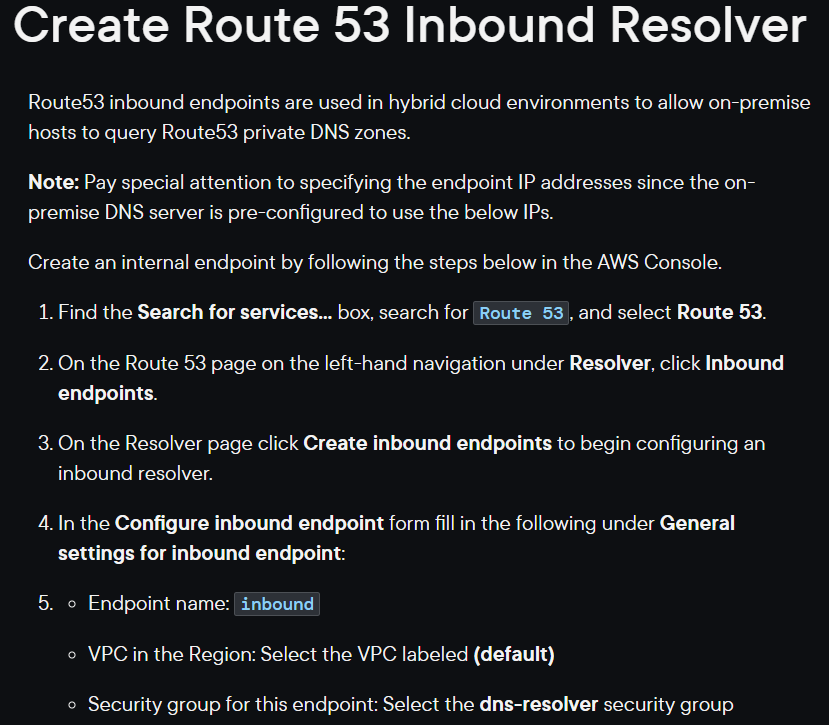 Create Route 53 Inbound Resolver
Route53 inbound endpoints are used in hybrid cloud environments to allow on-premise
hosts to query Route53 private DNS zones.
Note: Pay special attention to specifying the endpoint IP addresses since the on-
premise DNS server is pre-configured to use the below IPs.
Create an internal endpoint by following the steps below in the AWS Console.
1. Find the Search for services... box, search for Route 53, and select Route 53.
2. On the Route 53 page on the left-hand navigation under Resolver, click Inbound
endpoints.
3. On the Resolver page click Create inbound endpoints to begin configuring an
inbound resolver.
4. In the Configure inbound endpoint form fill in the following under General
settings for inbound endpoint:
5. ◦ Endpoint name: inbound
◦ VPC in the Region: Select the VPC labeled (default)
◦ Security group for this endpoint: Select the dns-resolver security group